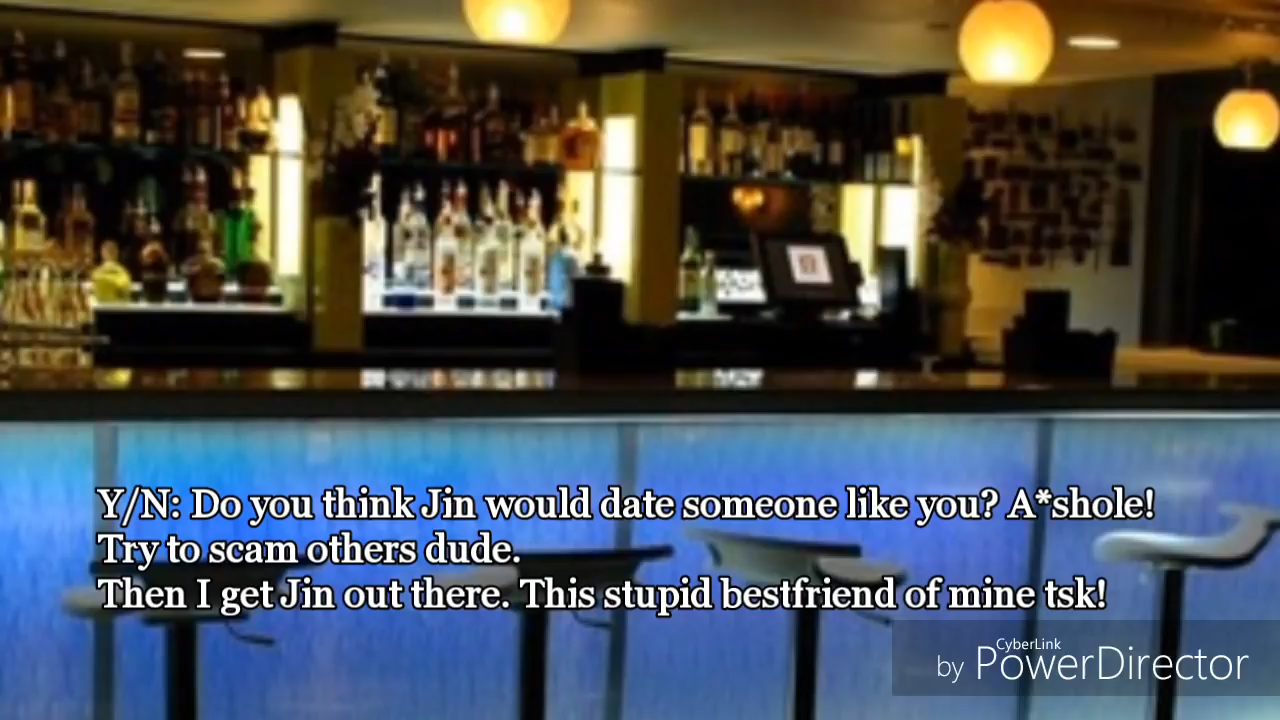 Y/N: Do you think Jin would date someone like you? A*shole!
Try to scam others dude.
Then I get Jin out there. This stupid bestfriend of mine tsk!
CyberLink
by PowerDirector